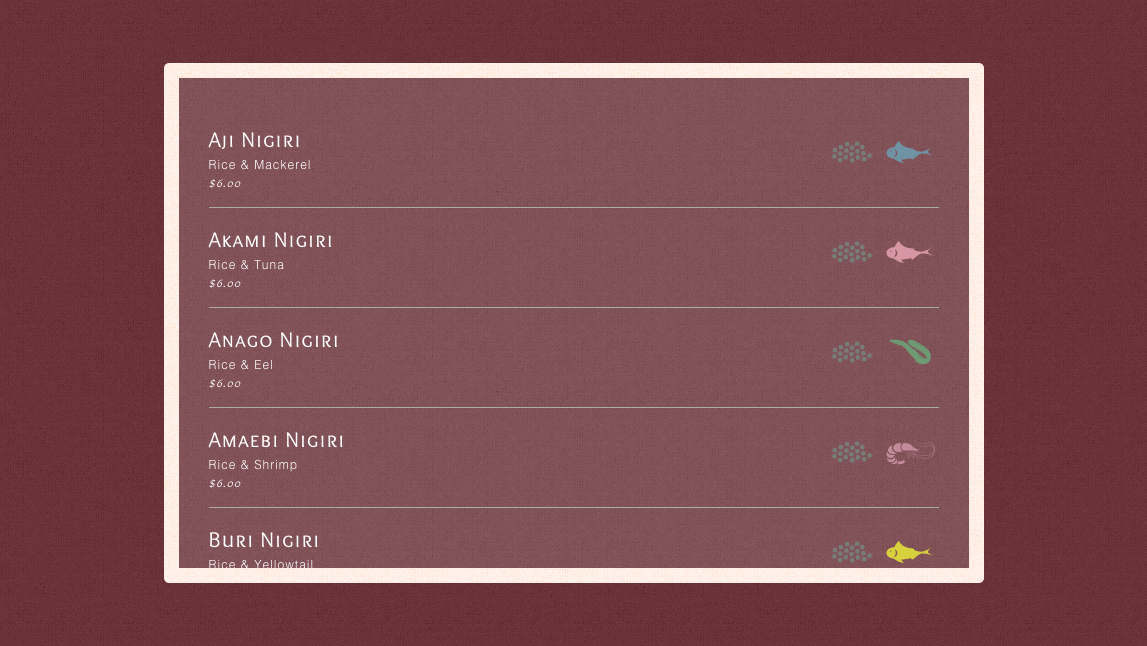 Aji Nigiri
Rice & Mackerel
$6.00
Akami Nigiri
Rice & Tuna
$6.00
Anago Nigiri
Rice & Eel
$6.00
Amaebi Nigiri
Rice & Shrimp
$6.00
Buri Nigiri
Rice & Yellowtail